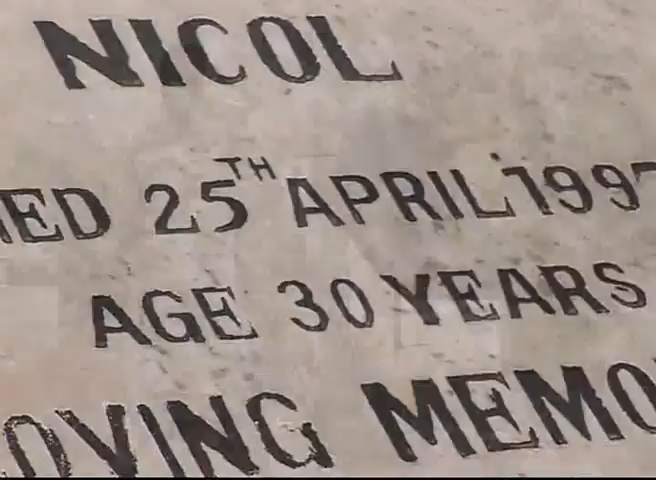 NICOL
IED 25TH APRIL 1997
AGE 30 YEARS
OVING MEMO